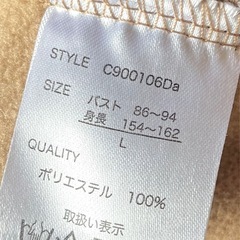 STYLE C900106Da
SIZE バスト 86～94
身長 154～162
L
QUALITY
ポリエステル 100%
取扱い表示